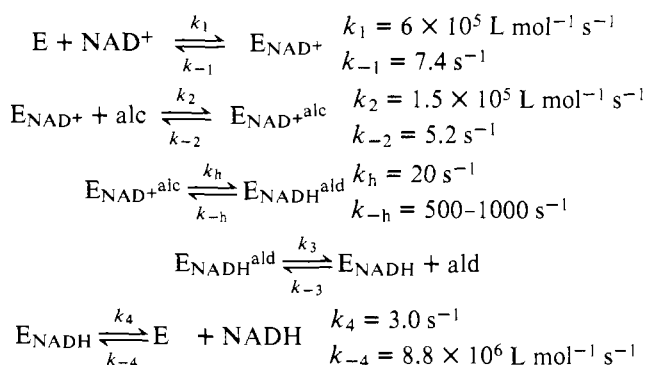 E + NAD⁺ ⇌ (k₁ / k₋₁) E_NAD⁺ k₁ = 6 × 10⁵ L mol⁻¹ s⁻¹
k₋₁ = 7.4 s⁻¹
E_NAD⁺ + alc ⇌ (k₂ / k₋₂) E_NAD⁺^alc k₂ = 1.5 × 10⁵ L mol⁻¹ s⁻¹
k₋₂ = 5.2 s⁻¹
E_NAD⁺^alc ⇌ (k_h / k_−h) E_NADH^ald k_h = 20 s⁻¹
k_−h = 500–1000 s⁻¹
E_NADH^ald ⇌ (k₃ / k₋₃) E_NADH + ald
E_NADH ⇌ (k₄ / k₋₄) E + NADH k₄ = 3.0 s⁻¹
k₋₄ = 8.8 × 10⁶ L mol⁻¹ s⁻¹